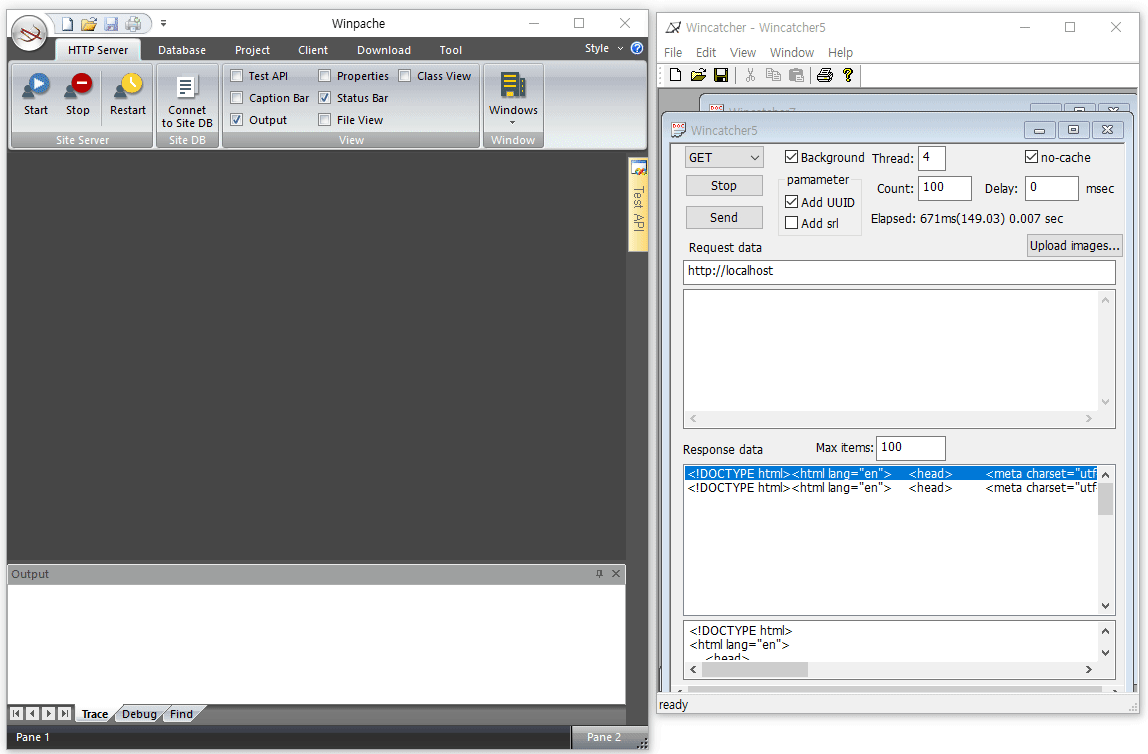 Winpache
HTTP Server Database Project Client Download Tool Style
Start Stop Restart
Site Server
Connet
to Site DB
Site DB
Test API Properties Class View
Caption Bar Status Bar
Output File View
View
Windows
Window
Test API
Output
Trace Debug Find
Pane 1 Pane 2
Wincatcher - Wincatcher5
File Edit View Window Help
Wincatcher5
GET Background Thread: 4 no-cache
Stop pamameter Count: 100 Delay: 0 msec
Add UUID
Send Add srl Elapsed: 671ms(149.03) 0.007 sec
Request data Upload images...
http://localhost
Response data Max items: 100
<!DOCTYPE html><html lang="en"> <head> <meta charset="utf
<!DOCTYPE html><html lang="en"> <head> <meta charset="utf
<!DOCTYPE html>
<html lang="en">
<head>
ready